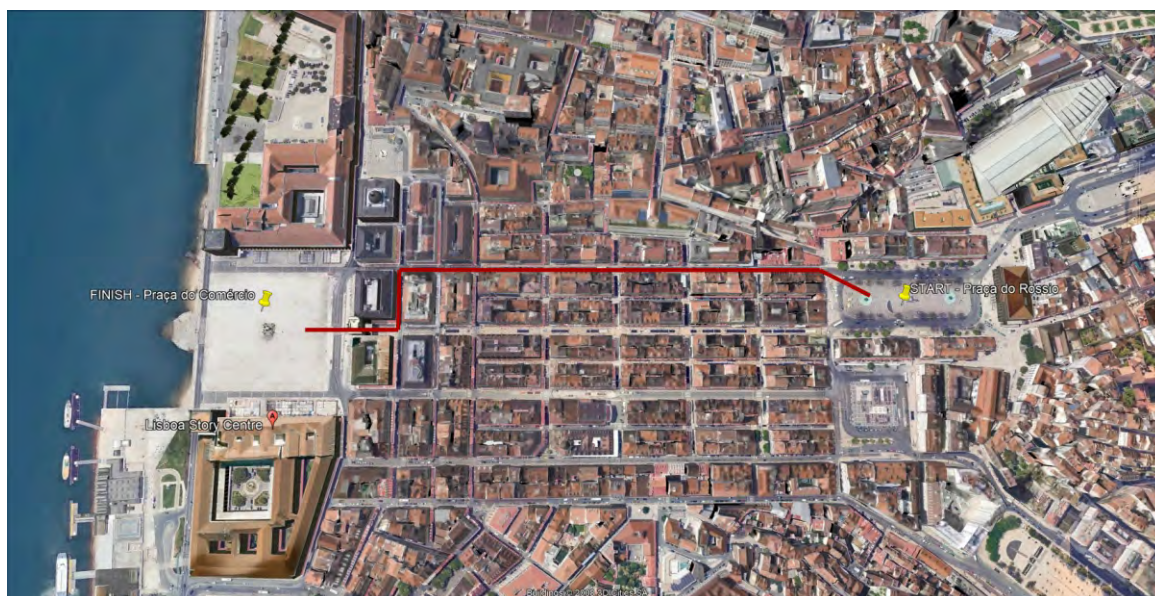 FINISH - Praça do Comércio
START - Praça do Rossio
A
Lisboa Story Centre